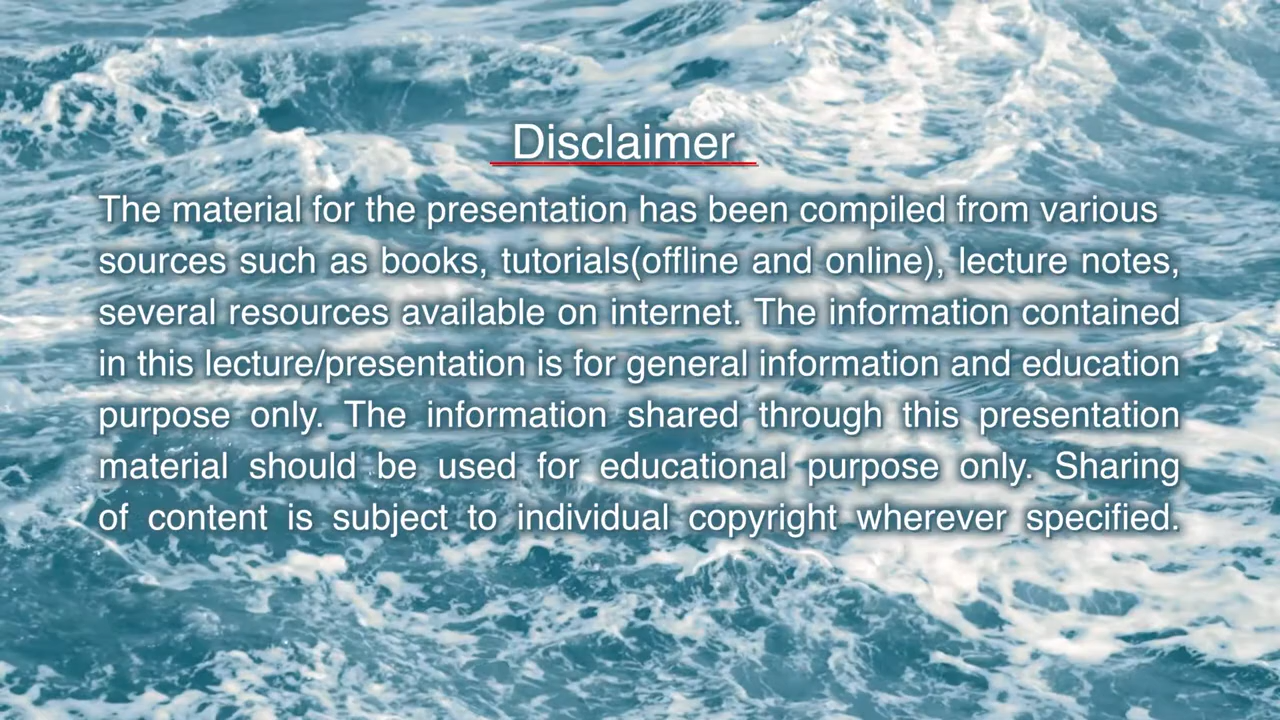 Disclaimer
The material for the presentation has been compiled from various
sources such as books, tutorials(offline and online), lecture notes,
several resources available on internet. The information contained
in this lecture/presentation is for general information and education
purpose only. The information shared through this presentation
material should be used for educational purpose only. Sharing
of content is subject to individual copyright wherever specified.